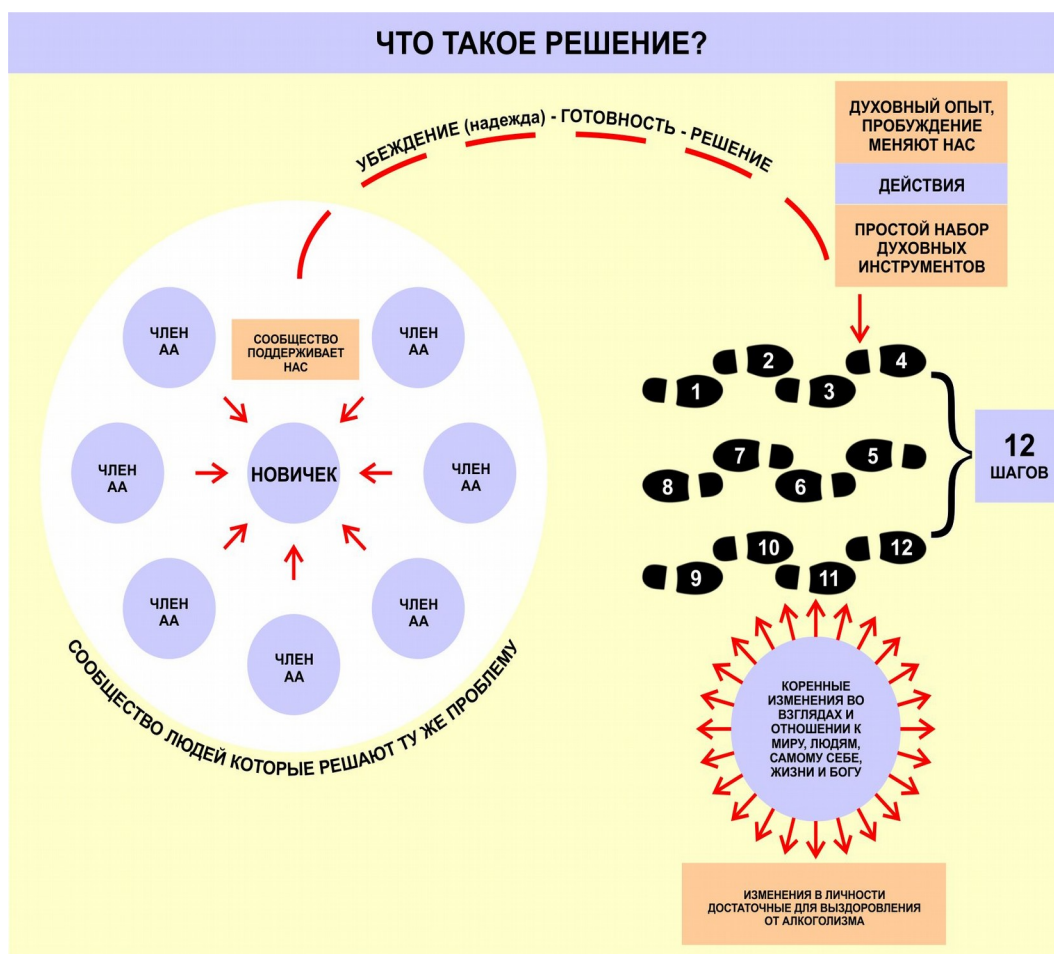 ЧТО ТАКОЕ РЕШЕНИЕ?
УБЕЖДЕНИЕ (надежда) - ГОТОВНОСТЬ - РЕШЕНИЕ
ДУХОВНЫЙ ОПЫТ,
ПРОБУЖДЕНИЕ
МЕНЯЮТ НАС
ДЕЙСТВИЯ
ПРОСТОЙ НАБОР
ДУХОВНЫХ
ИНСТРУМЕНТОВ
ЧЛЕН
АА
СООБЩЕСТВО
ПОДДЕРЖИВАЕТ
НАС
ЧЛЕН
АА
ЧЛЕН
АА
НОВИЧЕК
ЧЛЕН
АА
ЧЛЕН
АА
ЧЛЕН
АА
ЧЛЕН
АА
СООБЩЕСТВО ЛЮДЕЙ КОТОРЫЕ РЕШАЮТ ТУ ЖЕ ПРОБЛЕМУ
1
2
3
4
8
7
6
5
9
10
11
12
12
ШАГОВ
КОРЕННЫЕ
ИЗМЕНЕНИЯ ВО
ВЗГЛЯДАХ И
ОТНОШЕНИИ К
МИРУ, ЛЮДЯМ,
САМОМУ СЕБЕ,
ЖИЗНИ И БОГУ
ИЗМЕНЕНИЯ В ЛИЧНОСТИ
ДОСТАТОЧНЫЕ ДЛЯ ВЫЗДОРОВЛЕНИЯ
ОТ АЛКОГОЛИЗМА